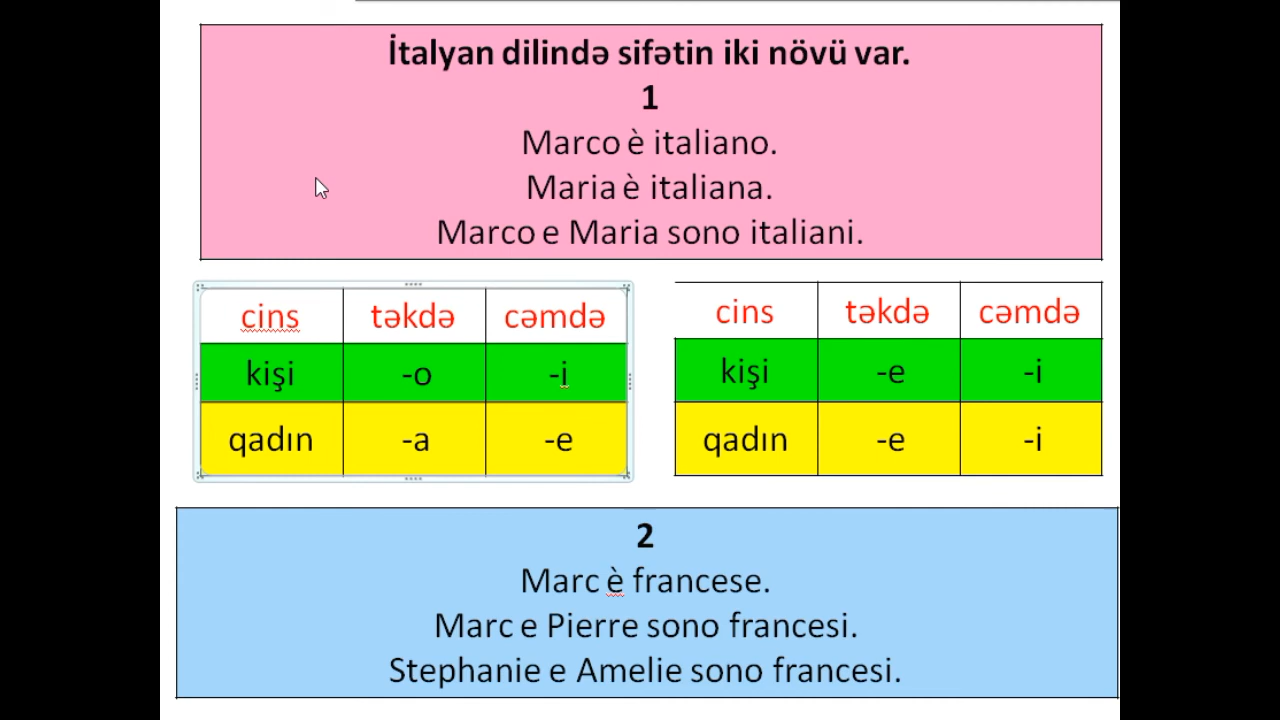 İtalyan dilində sifətin iki növü var.
1
Marco è italiano.
Maria è italiana.
Marco e Maria sono italiani.
cins təkdə cəmdə
kişi -o -i
qadın -a -e
cins təkdə cəmdə
kişi -e -i
qadın -e -i
2
Marc è francese.
Marc e Pierre sono francesi.
Stephanie e Amelie sono francesi.